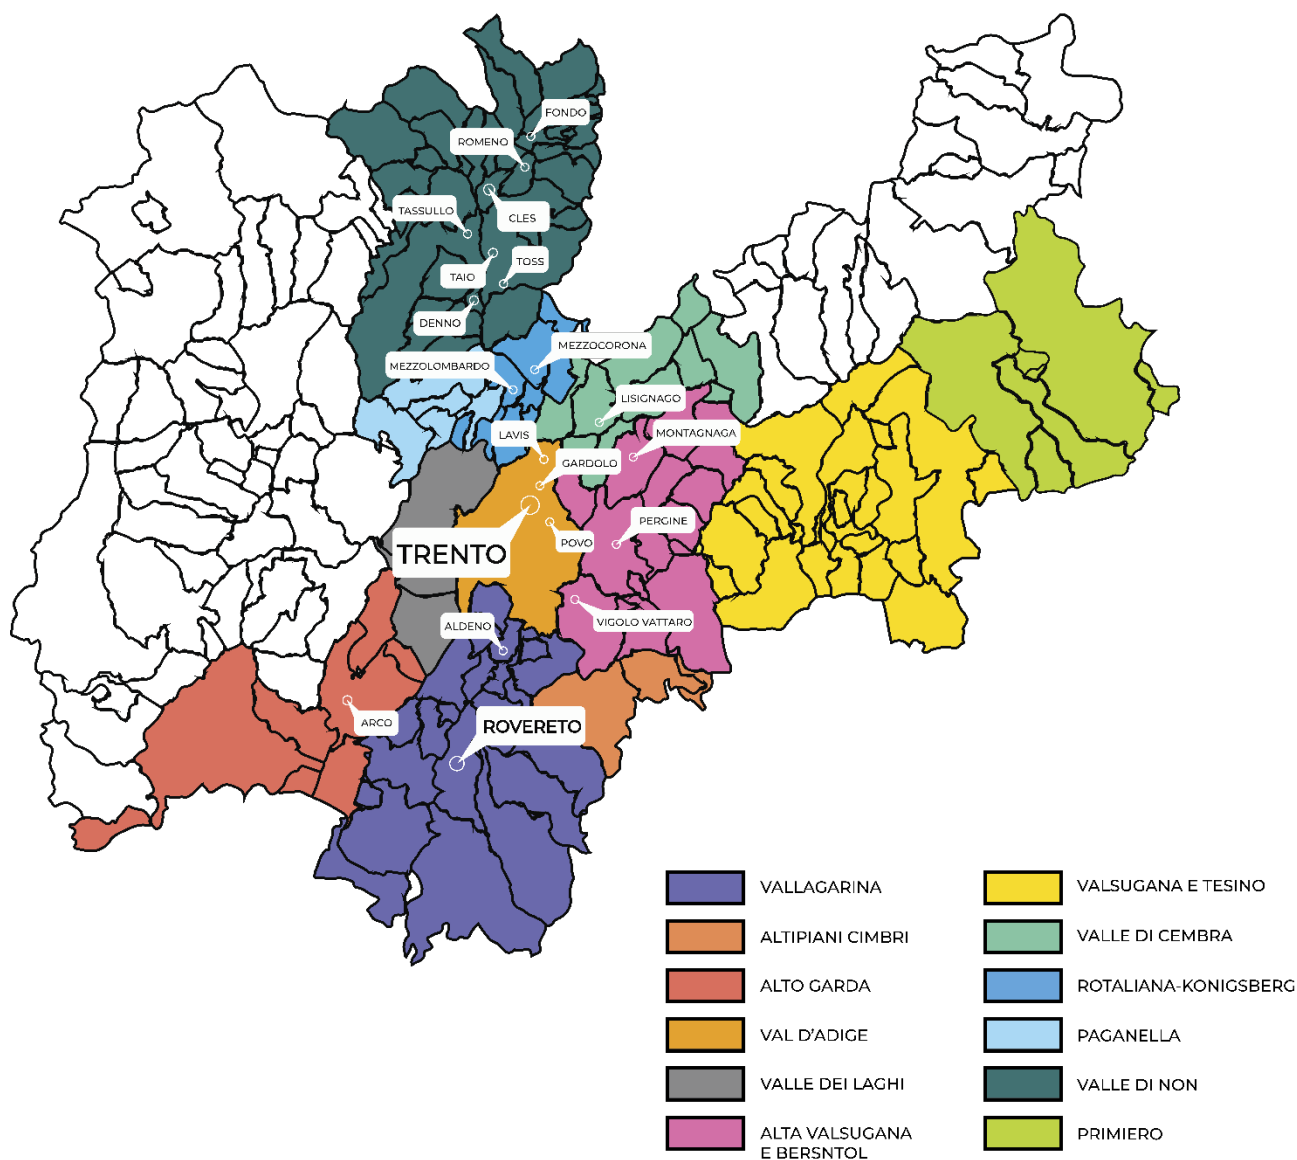 FONDO
ROMENO
TASSULLO
CLES
TOSS
TAIO
DENNO
MEZZOCORONA
MEZZOLOMBARDO
LISIGNAGO
LAVIS
MONTAGNAGA
GARDOLO
TRENTO
POVO
PERGINE
ALDENO
VIGOLO VATTARO
ARCO
ROVERETO
VALLAGARINA
ALTIPIANI CIMBRI
ALTO GARDA
VAL D’ADIGE
VALLE DEI LAGHI
ALTA VALSUGANA
E BERSNTOL
VALSUGANA E TESINO
VALLE DI CEMBRA
ROTALIANA-KONIGSBERG
PAGANELLA
VALLE DI NON
PRIMIERO